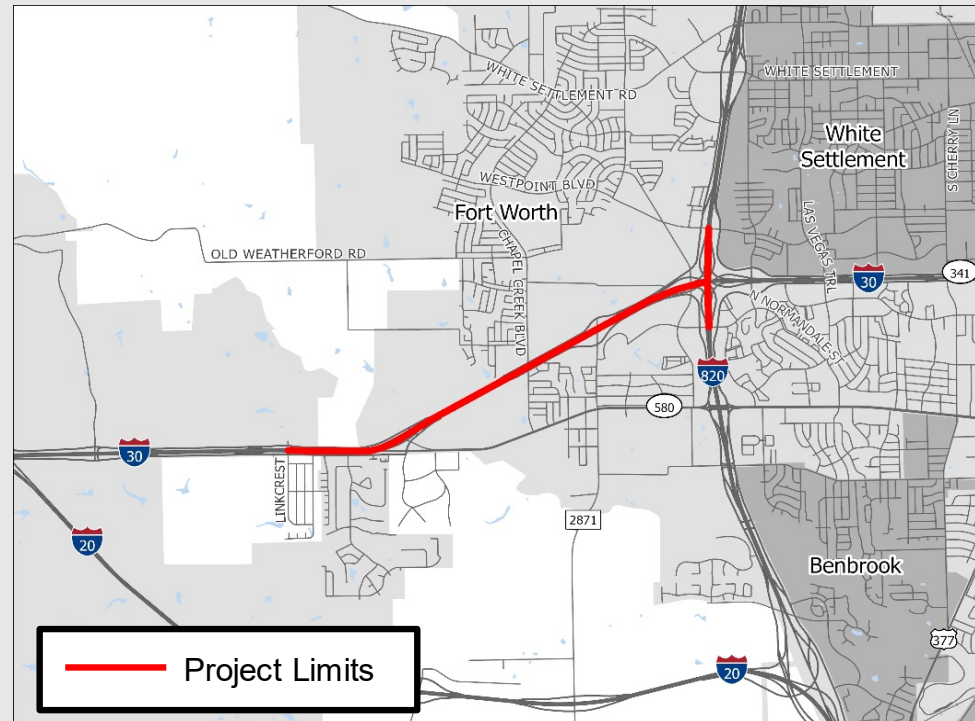 WHITE SETTLEMENT RD
WHITE SETTLEMENT
White
Settlement
S CHERRY LN
WESTPOINT BLVD
Fort Worth
LAS VEGAS TRL
OLD WEATHERFORD RD
CHAPEL CREEK BLVD
30
341
N NORMANDALE ST
820
580
30
LINKCREST
20
2871
Benbrook
377
20
Project Limits